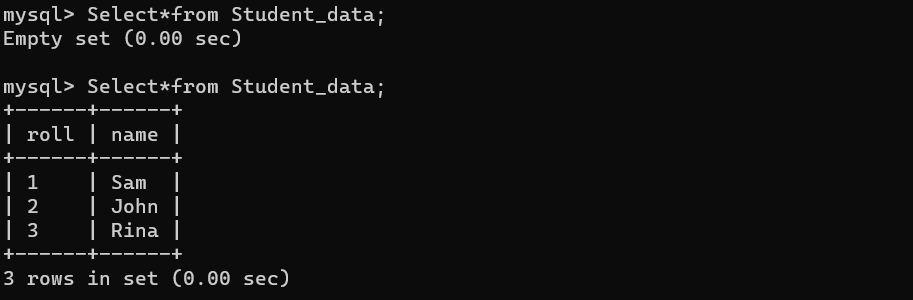 mysql> Select*from Student_data;
Empty set (0.00 sec)

mysql> Select*from Student_data;
+------+------+
| roll | name |
+------+------+
| 1    | Sam  |
| 2    | John |
| 3    | Rina |
+------+------+
3 rows in set (0.00 sec)